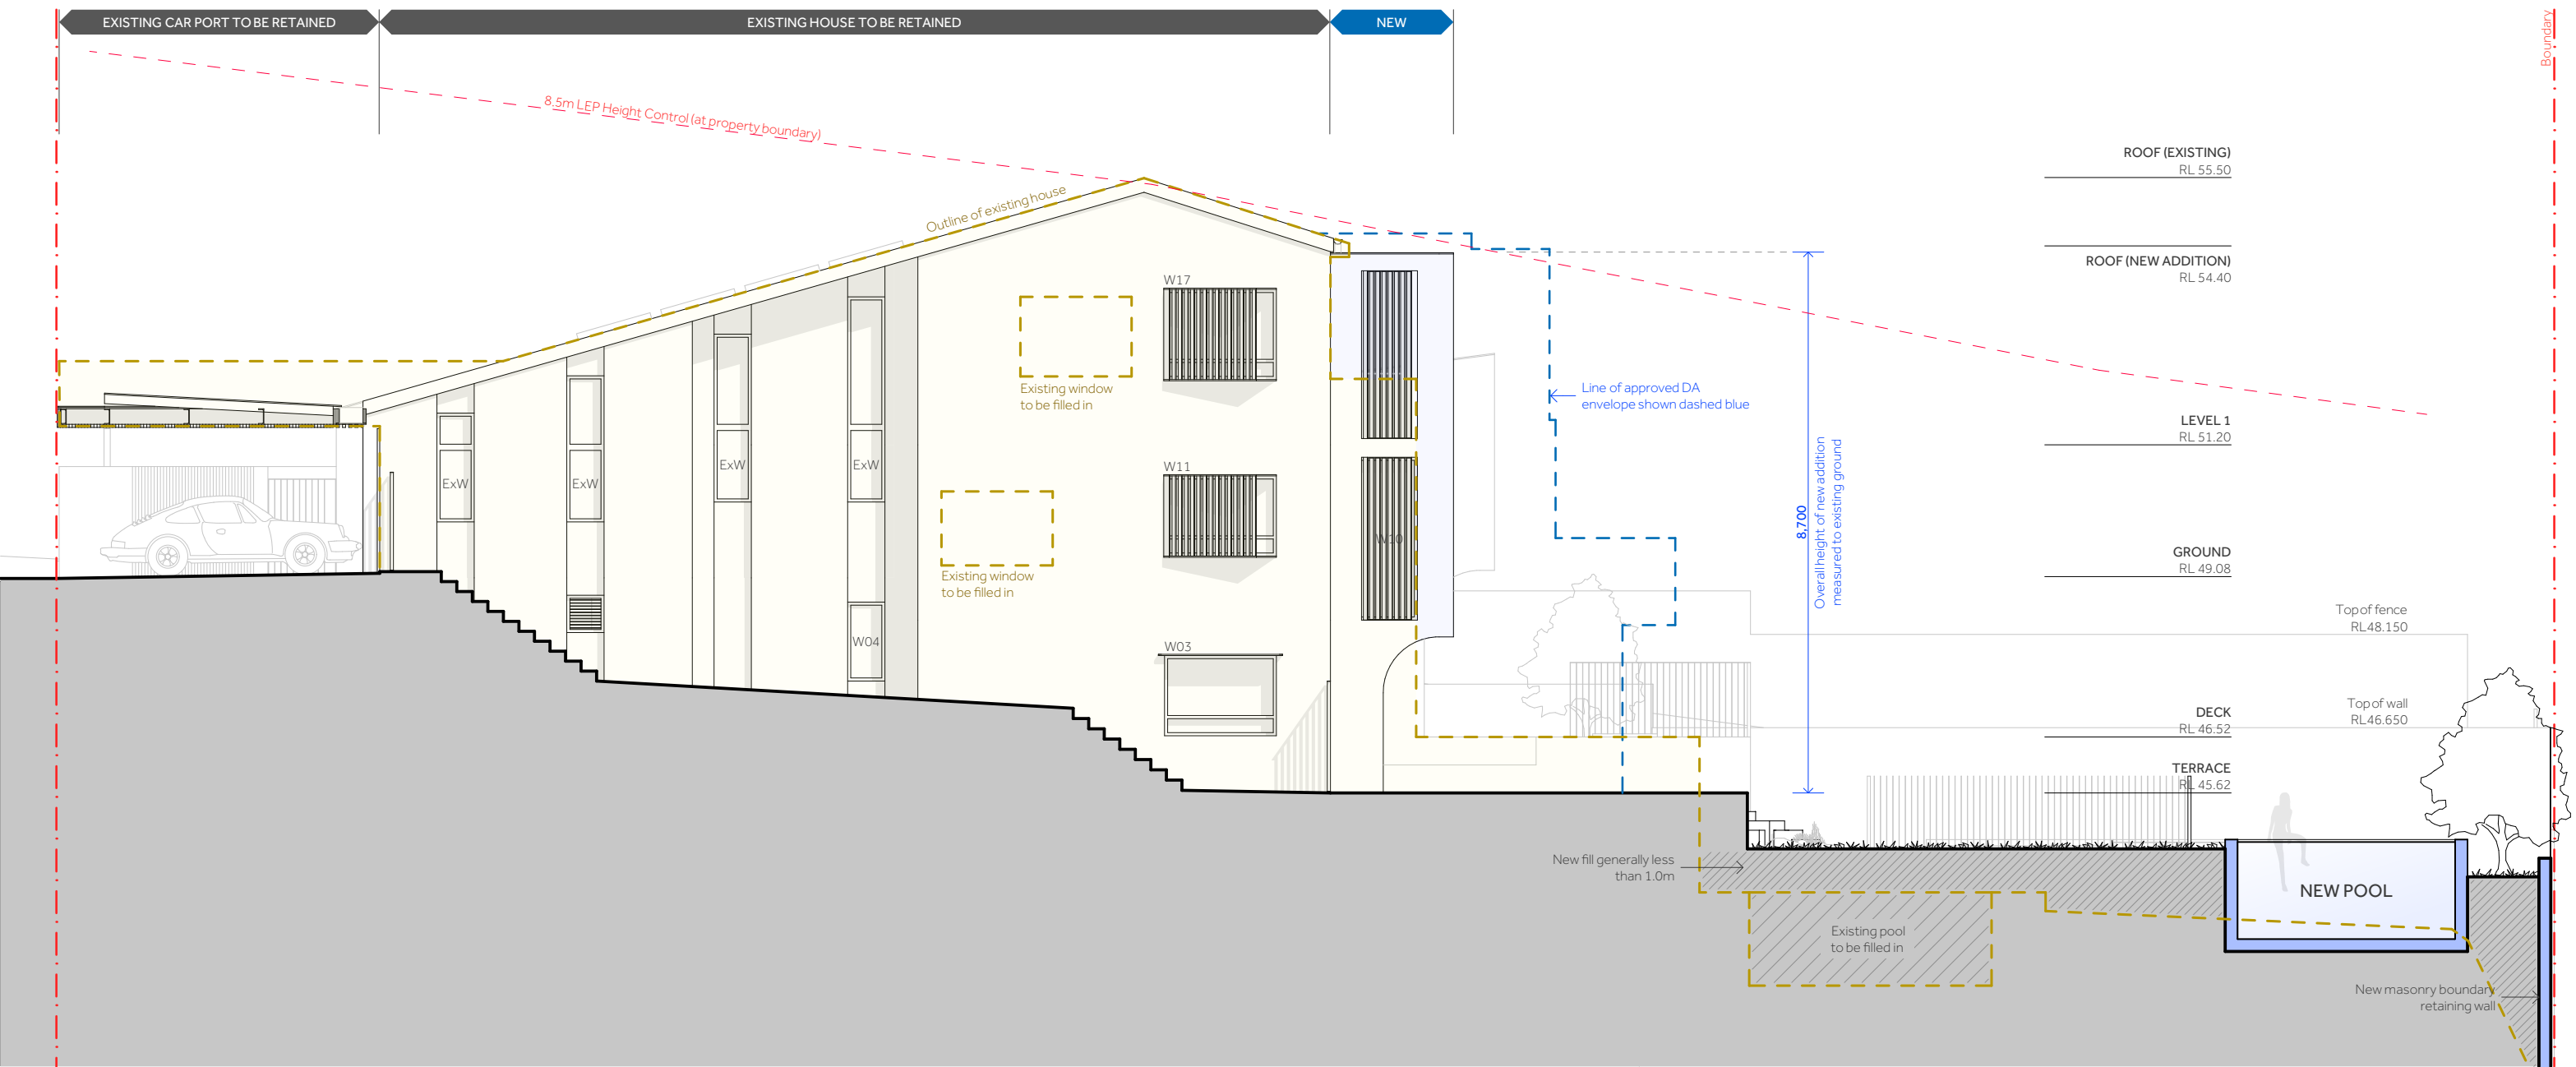 EXISTING CAR PORT TO BE RETAINED
EXISTING HOUSE TO BE RETAINED
NEW
Boundary
8.5m LEP Height Control (at property boundary)
ROOF (EXISTING)
RL 55.50
Outline of existing house
ROOF (NEW ADDITION)
RL 54.40
W17
Existing window
to be filled in
Line of approved DA
envelope shown dashed blue
LEVEL 1
RL 51.20
ExW
ExW
ExW
ExW
W11
W10
8,700
Overall height of new addition
measured to existing ground
GROUND
RL 49.08
Existing window
to be filled in
Top of fence
RL48.150
W04
W03
DECK
RL 46.52
Top of wall
RL46.650
TERRACE
RL 45.62
New fill generally less
than 1.0m
NEW POOL
Existing pool
to be filled in
New masonry boundary
retaining wall